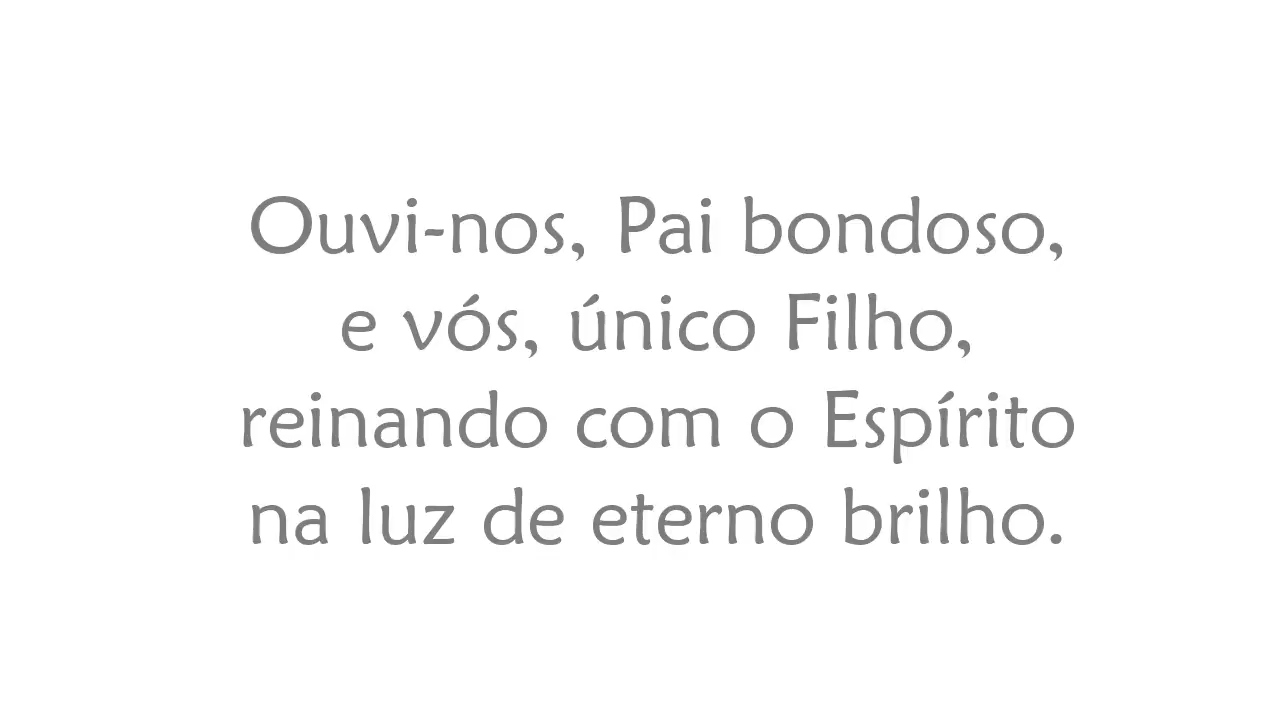 Ouvi-nos, Pai bondoso,
e vós, único Filho,
reinando com o Espírito
na luz de eterno brilho.